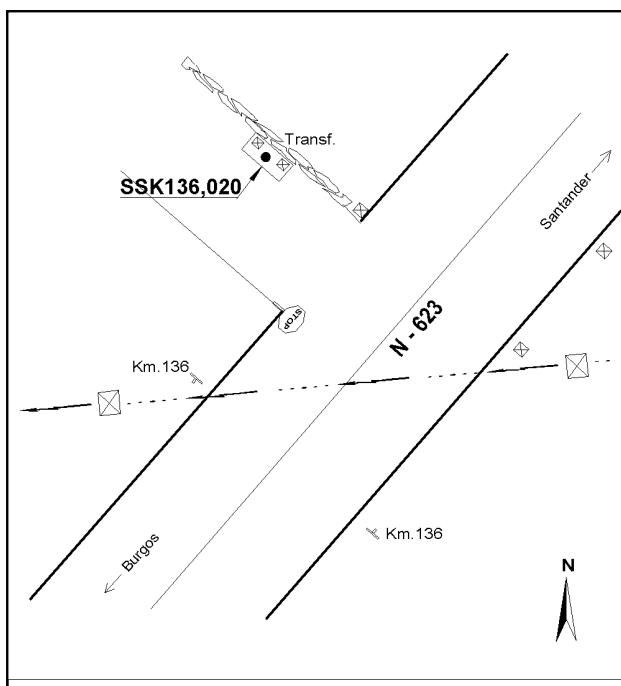 Transf.
SSK136,020
Santander
STOP
N - 623
Km.136
Km.136
Burgos
N